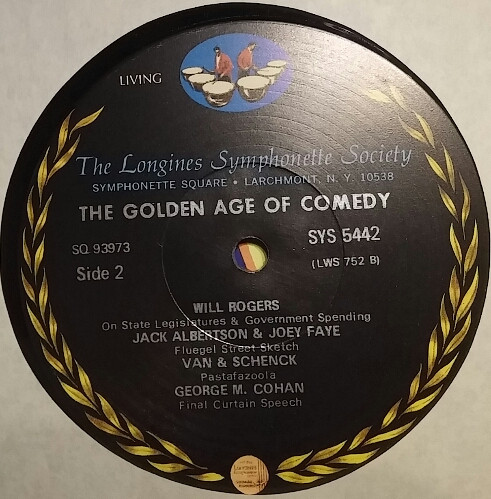 LIVING
The Longines Symphonette Society
SYMPHONETTE SQUARE • LARCHMONT, N. Y. 10538
THE GOLDEN AGE OF COMEDY
SQ 93973
SYS 5442
Side 2
(LWS 752 B)
WILL ROGERS
On State Legislatures & Government Spending
JACK ALBERTSON & JOEY FAYE
Fluegel Street Sketch
VAN & SCHENCK
Pastafazoola
GEORGE M. COHAN
Final Curtain Speech